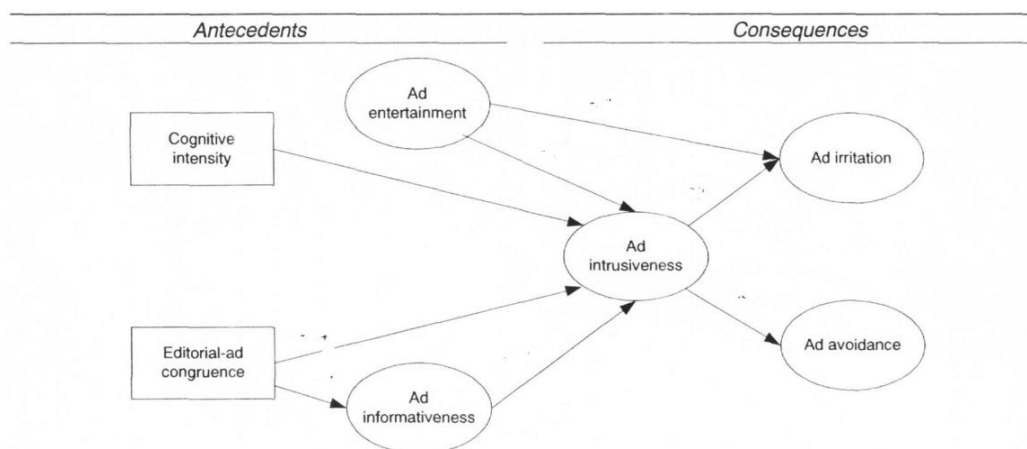 Antecedents
Consequences
Ad
entertainment
Cognitive
intensity
Ad irritation
Ad
intrusiveness
Editorial-ad
congruence
Ad avoidance
Ad
informativeness